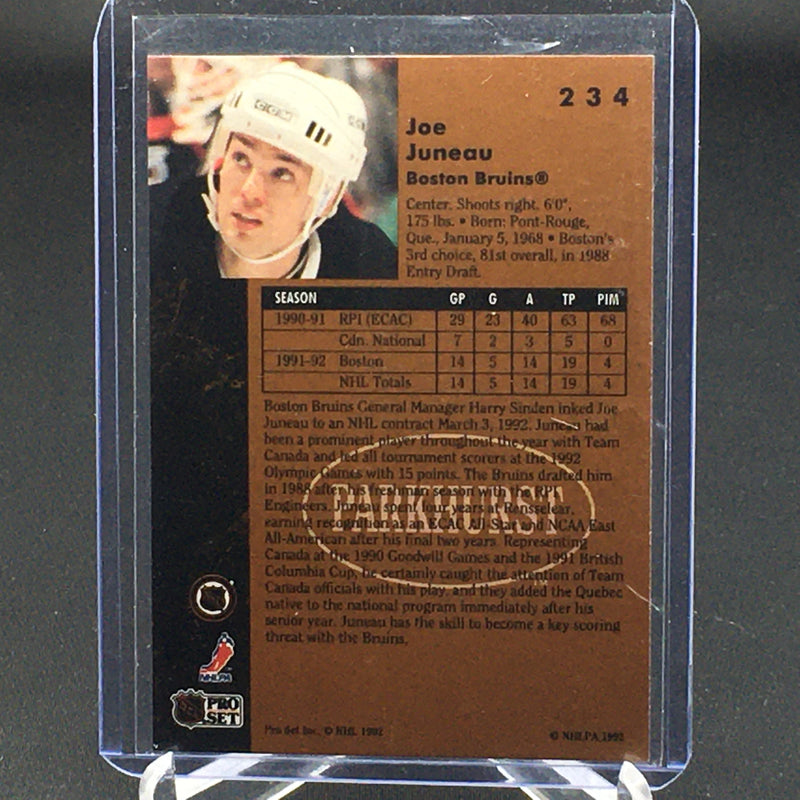 234
Joe
Juneau
Boston Bruins®
Center. Shoots right. 6'0",
175 lbs. • Born: Pont-Rouge,
Que., January 5, 1968 • Boston's
3rd choice, 81st overall, in 1988
Entry Draft.
CCM
SEASON GP G A TP PIM
1990-91 RPI (ECAC) 29 23 40 63 68
Cdn. National 7 2 3 5 0
1991-92 Boston 14 5 14 19 4
NHL Totals 14 5 14 19 4
Boston Bruins General Manager Harry Sinden inked Joe
Juneau to an NHL contract March 3, 1992. Juneau had
been a prominent player throughout the year with Team
Canada and led all tournament scorers at the 1992
Olympic Games with 15 points. The Bruins drafted him
in 1988 after his freshman season with the RPI
Engineers. Juneau spent four years at Rensselear,
earning recognition as an ECAC All-Star and NCAA East
All-American after his final two years. Representing
Canada at the 1990 Goodwill Games and the 1991 British
Columbia Cup, he certainly caught the attention of Team
Canada officials with his play, and they added the Quebec
native to the national program immediately after his
senior year. Juneau has the skill to become a key scoring
threat with the Bruins.
PARKHURST
NHLPA
PRO
SET
Pro Set Inc. © NHL 1992
© NHLPA 1992